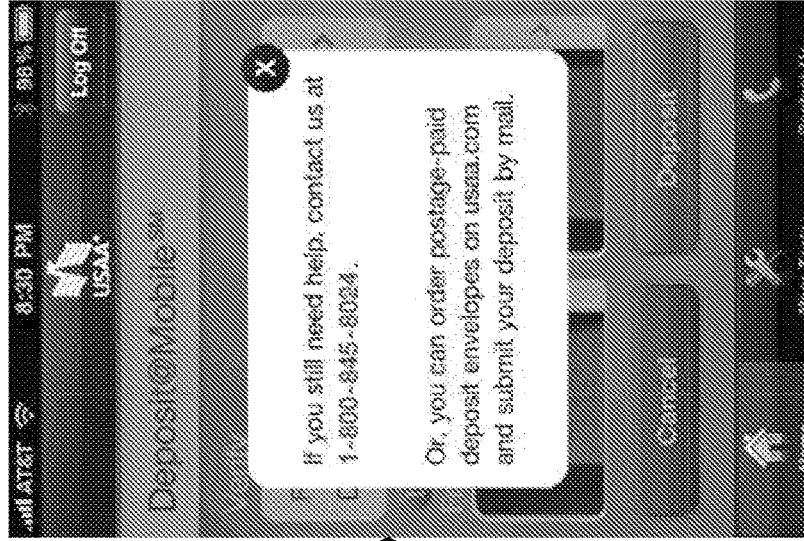 AT&T 8:30 PM 88%
USAA® Log Off
Deposit@Mobile℠
If you still need help, contact us at
1-800-845-8024.
Or, you can order postage-paid
deposit envelopes on usaa.com
and submit your deposit by mail.
Cancel Deposit